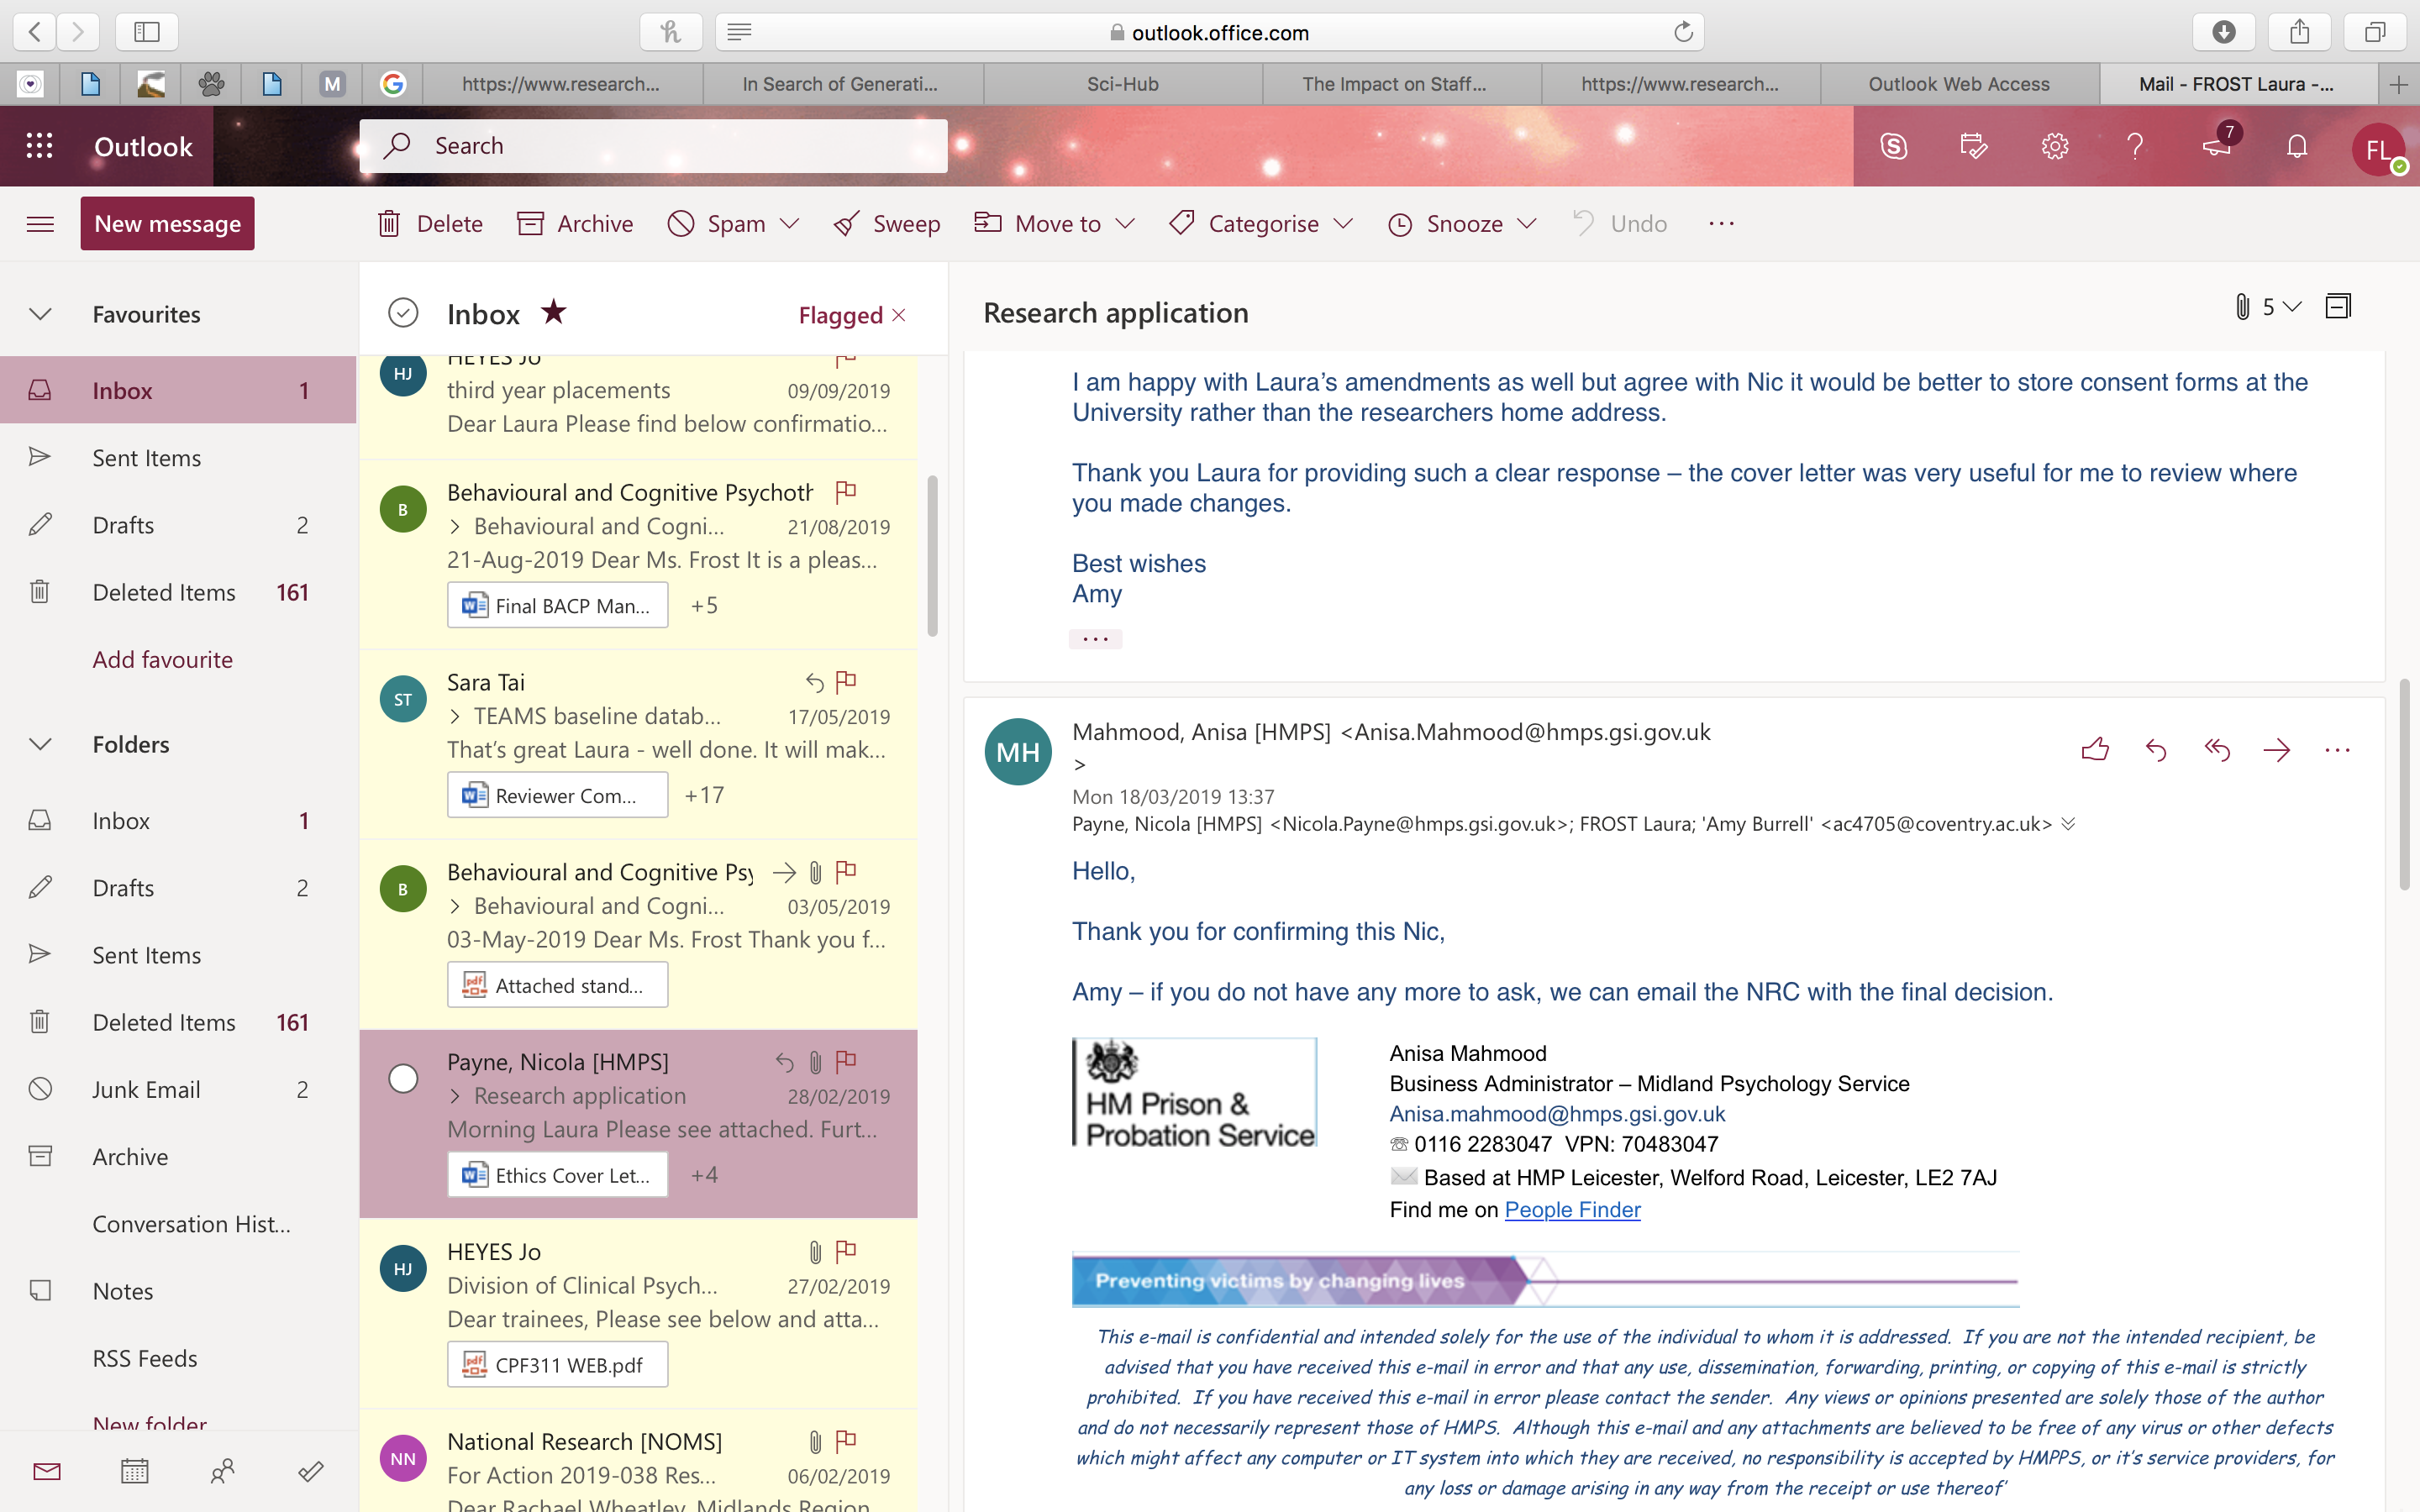 outlook.office.com
M
https://www.research...
In Search of Generati...
Sci-Hub
The Impact on Staff...
https://www.research...
Outlook Web Access
Mail - FROST Laura -...
Outlook
Search
7
FL
New message
Delete
Archive
Spam
Sweep
Move to
Categorise
Snooze
Undo
Favourites
Inbox 1
Sent Items
Drafts 2
Deleted Items 161
Add favourite
Folders
Inbox 1
Drafts 2
Sent Items
Deleted Items 161
Junk Email 2
Archive
Conversation Hist...
Notes
RSS Feeds
New folder
Inbox
Flagged
HJ
HEYES Jo
third year placements 09/09/2019
Dear Laura Please find below confirmatio...
B
Behavioural and Cognitive Psychoth
Behavioural and Cogni... 21/08/2019
21-Aug-2019 Dear Ms. Frost It is a pleas...
Final BACP Man... +5
ST
Sara Tai
TEAMS baseline datab... 17/05/2019
That's great Laura - well done. It will mak...
Reviewer Com... +17
B
Behavioural and Cognitive Psy
Behavioural and Cogni... 03/05/2019
03-May-2019 Dear Ms. Frost Thank you f...
Attached stand...
Payne, Nicola [HMPS]
Research application 28/02/2019
Morning Laura Please see attached. Furt...
Ethics Cover Let... +4
HJ
HEYES Jo
Division of Clinical Psych... 27/02/2019
Dear trainees, Please see below and atta...
CPF311 WEB.pdf
NN
National Research [NOMS]
For Action 2019-038 Res... 06/02/2019
Dear Rachael Wheatley, Midlands Region
Research application
5
I am happy with Laura's amendments as well but agree with Nic it would be better to store consent forms at the
University rather than the researchers home address.
Thank you Laura for providing such a clear response – the cover letter was very useful for me to review where
you made changes.
Best wishes
Amy
MH
Mahmood, Anisa [HMPS] <Anisa.Mahmood@hmps.gsi.gov.uk
>
Mon 18/03/2019 13:37
Payne, Nicola [HMPS] <Nicola.Payne@hmps.gsi.gov.uk>; FROST Laura; 'Amy Burrell' <ac4705@coventry.ac.uk>
Hello,
Thank you for confirming this Nic,
Amy – if you do not have any more to ask, we can email the NRC with the final decision.
HM Prison &
Probation Service
Anisa Mahmood
Business Administrator – Midland Psychology Service
Anisa.mahmood@hmps.gsi.gov.uk
☏ 0116 2283047 VPN: 70483047
Based at HMP Leicester, Welford Road, Leicester, LE2 7AJ
Find me on People Finder
Preventing victims by changing lives
This e-mail is confidential and intended solely for the use of the individual to whom it is addressed. If you are not the intended recipient, be
advised that you have received this e-mail in error and that any use, dissemination, forwarding, printing, or copying of this e-mail is strictly
prohibited. If you have received this e-mail in error please contact the sender. Any views or opinions presented are solely those of the author
and do not necessarily represent those of HMPS. Although this e-mail and any attachments are believed to be free of any virus or other defects
which might affect any computer or IT system into which they are received, no responsibility is accepted by HMPPS, or it's service providers, for
any loss or damage arising in any way from the receipt or use thereof'